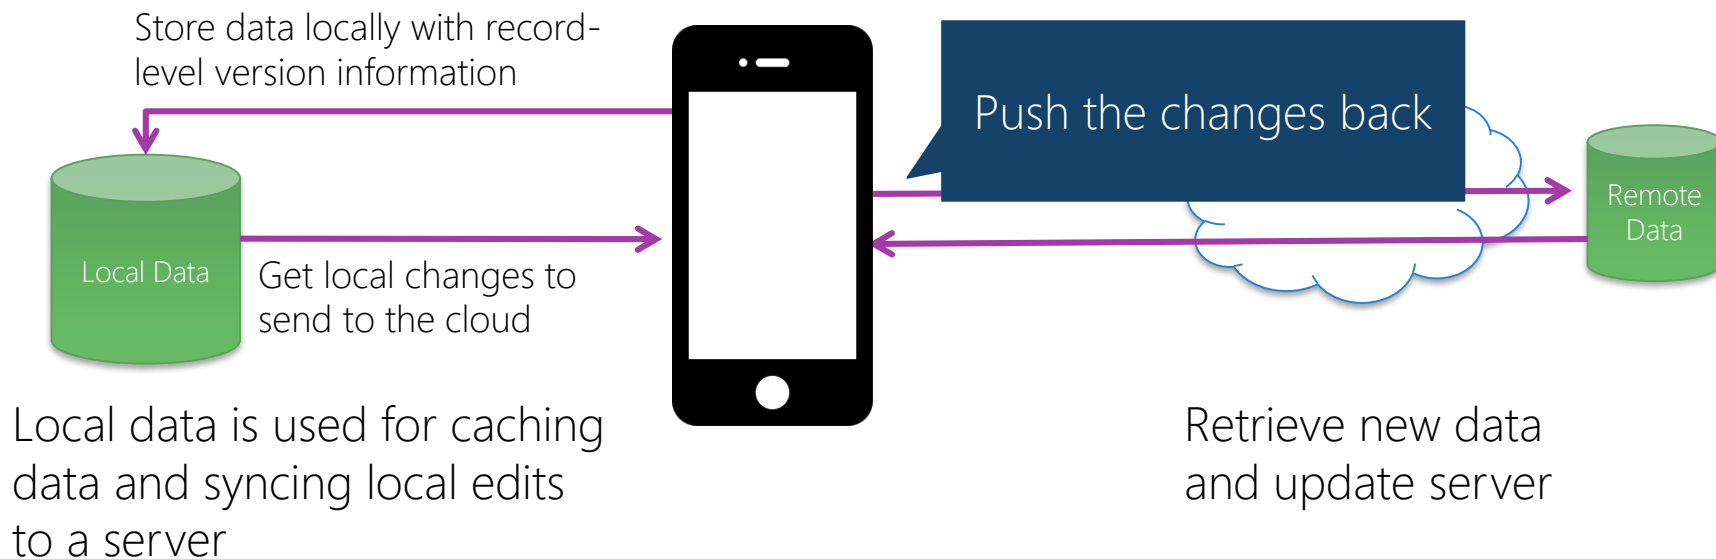 Store data locally with record-
level version information
Push the changes back
Local Data
Get local changes to
send to the cloud
Remote
Data
Local data is used for caching
data and syncing local edits
to a server
Retrieve new data
and update server